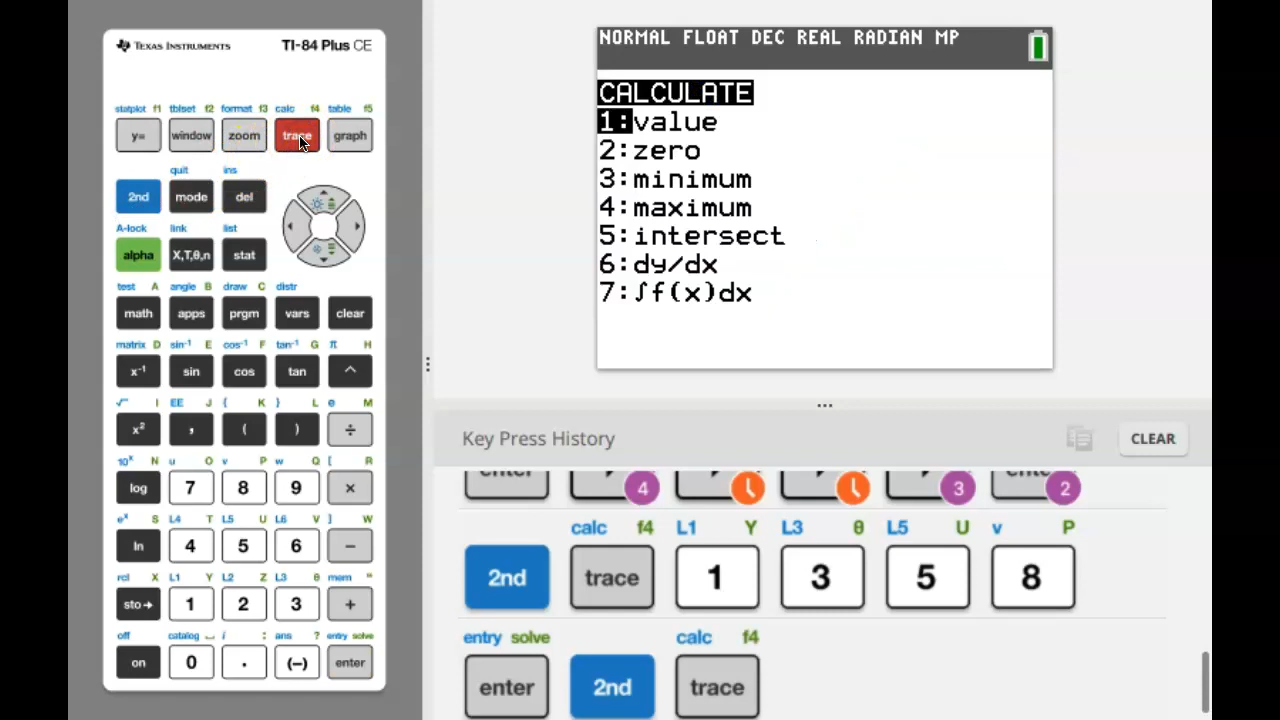 TEXAS INSTRUMENTS TI-84 Plus CE
statplot f1 tblset f2 format f3 calc f4 table f5
y= window zoom trace graph
quit ins
2nd mode del
A-lock link list
alpha X,T,θ,n stat
test A angle B draw C distr
math apps prgm vars clear
matrix D sin⁻¹ E cos⁻¹ F tan⁻¹ G π H
x⁻¹ sin cos tan ^
√ I EE J { K } L e M
x² , ( ) ÷
10ˣ N u O v P w Q [ R
log 7 8 9 ×
eˣ S L4 T L5 U L6 V ] W
ln 4 5 6 −
rcl X L1 Y L2 Z L3 θ mem "
sto→ 1 2 3 +
off catalog ⎵ i : ans ? entry solve
on 0 . (−) enter
NORMAL FLOAT DEC REAL RADIAN MP
CALCULATE
1:value
2:zero
3:minimum
4:maximum
5:intersect
6:dy/dx
7:∫f(x)dx
Key Press History CLEAR
enter 4 3 2
calc f4 L1 Y L3 θ L5 U v P
2nd trace 1 3 5 8
entry solve calc f4
enter 2nd trace